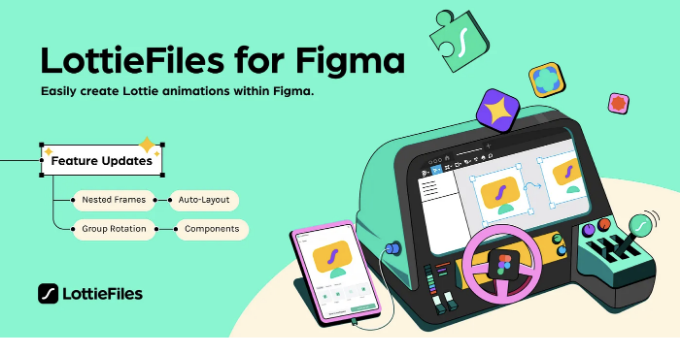 LottieFiles for Figma
Easily create Lottie animations within Figma.
Feature Updates
Nested Frames
Auto-Layout
Group Rotation
Components
LottieFiles